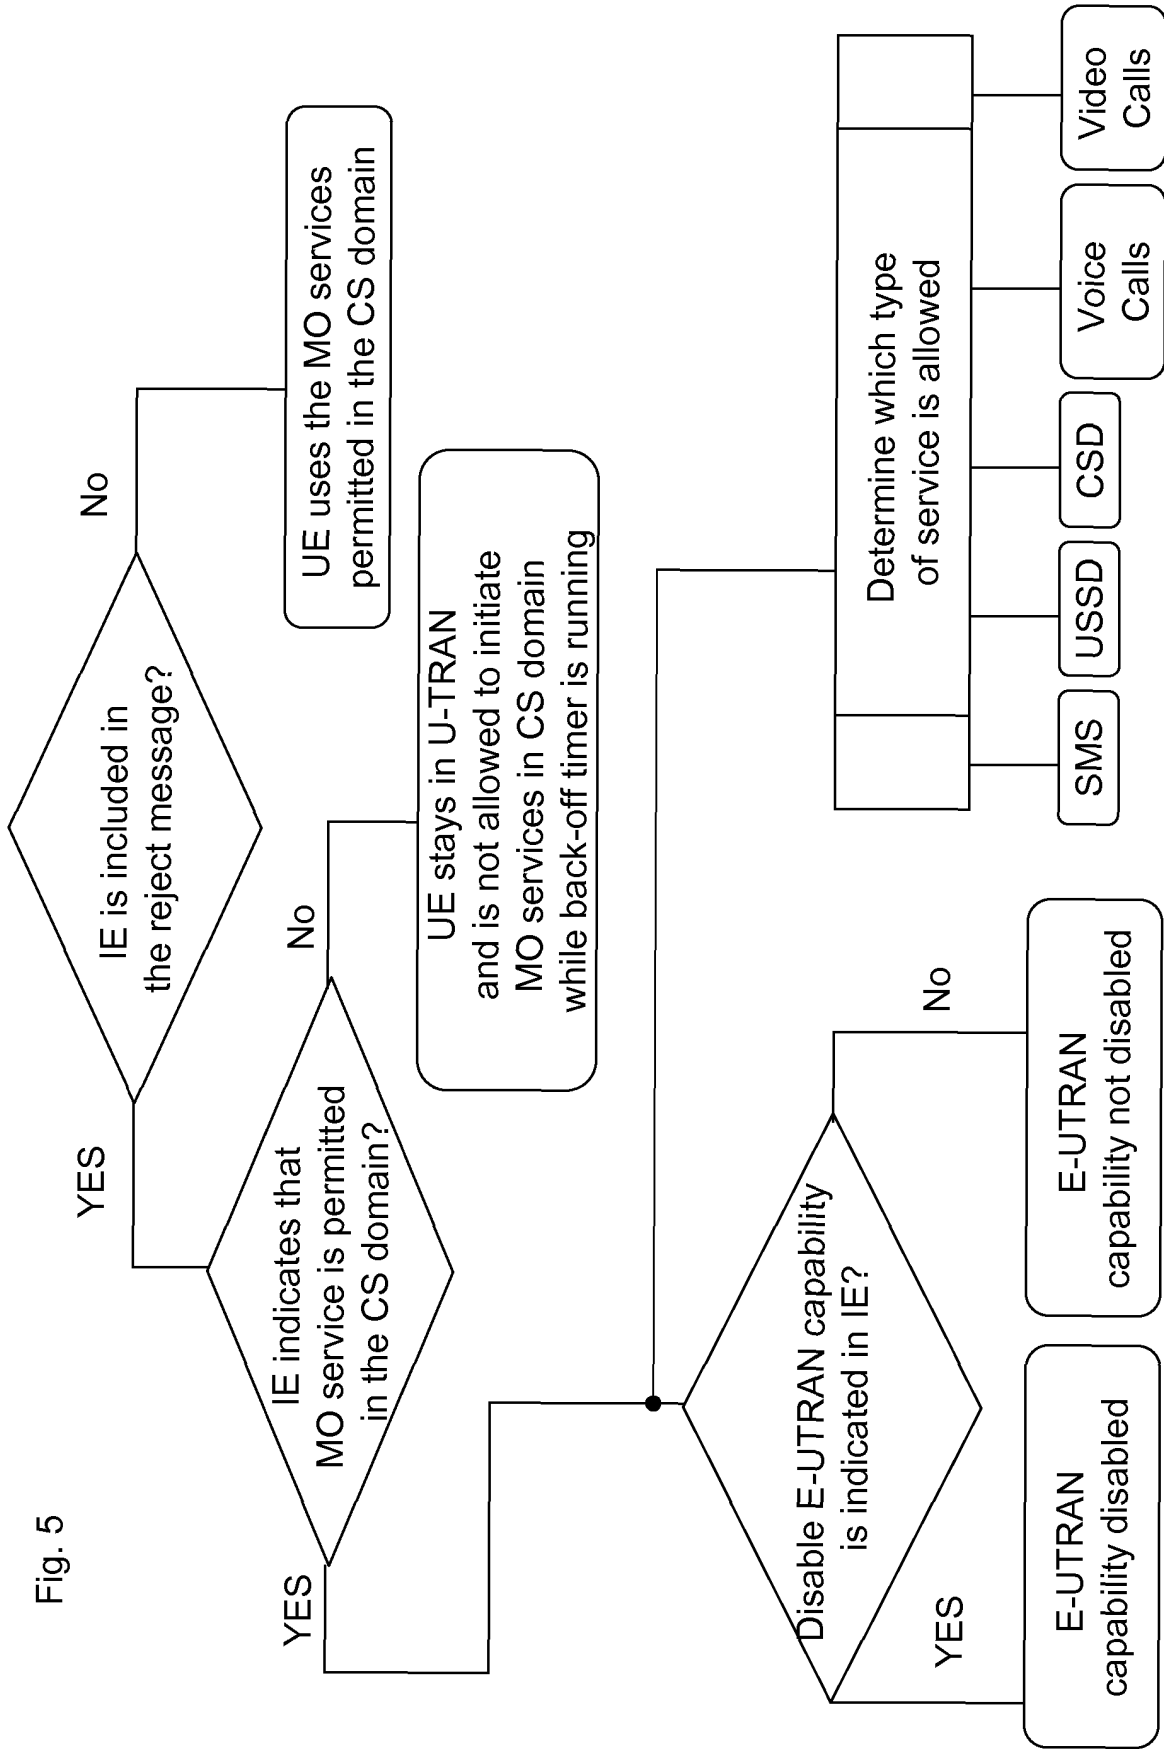 Fig. 5
IE is included in
the reject message?
YES
No
IE indicates that
MO service is permitted
in the CS domain?
UE uses the MO services
permitted in the CS domain
YES
No
UE stays in U-TRAN
and is not allowed to initiate
MO services in CS domain
while back-off timer is running
Disable E-UTRAN capability
is indicated in IE?
Determine which type
of service is allowed
YES
No
E-UTRAN
capability disabled
E-UTRAN
capability not disabled
SMS
USSD
CSD
Voice
Calls
Video
Calls